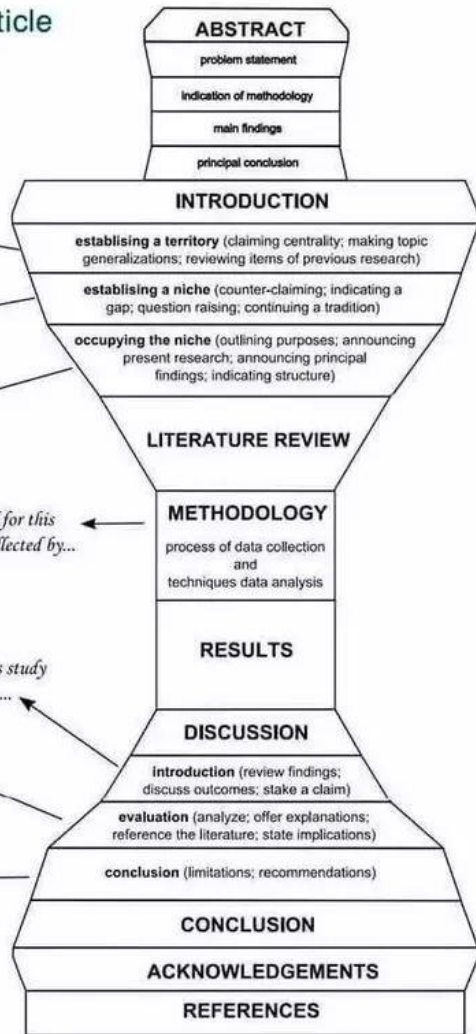 ticle
ABSTRACT
problem statement
indication of methodology
main findings
principal conclusion
INTRODUCTION
establising a territory (claiming centrality; making topic
generalizations; reviewing items of previous research)
establising a niche (counter-claiming; indicating a
gap; question raising; continuing a tradition)
occupying the niche (outlining purposes; announcing
present research; announcing principal
findings; indicating structure)
LITERATURE REVIEW
for this
llected by...
METHODOLOGY
process of data collection
and
techniques data analysis
RESULTS
s study
...
DISCUSSION
introduction (review findings;
discuss outcomes; stake a claim)
evaluation (analyze; offer explanations;
reference the literature; state implications)
conclusion (limitations; recommendations)
CONCLUSION
ACKNOWLEDGEMENTS
REFERENCES